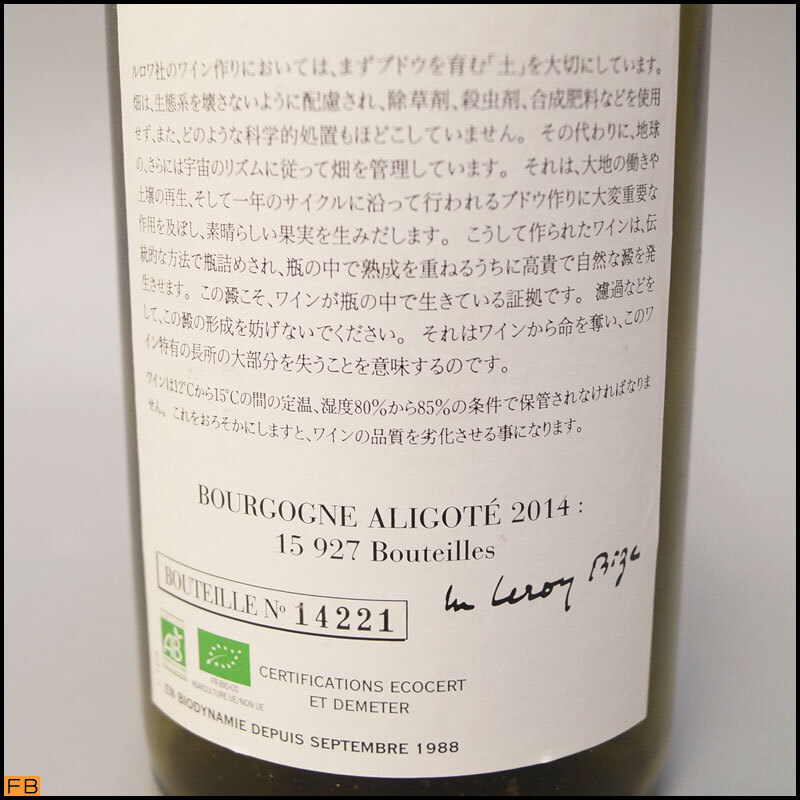 ルロワ社のワイン作りにおいては、まずブドウを育む「土」を大切にしています。
畑は、生態系を壊さないように配慮され、除草剤、殺虫剤、合成肥料などを使用
せず、また、どのような科学的処置もほどこしていません。 その代わりに、地球
の、さらには宇宙のリズムに従って畑を管理しています。 それは、大地の働きや
土壌の再生、そして一年のサイクルに沿って行われるブドウ作りに大変重要な
作用を及ぼし、素晴らしい果実を生みだします。 こうして作られたワインは、伝
統的な方法で瓶詰めされ、瓶の中で熟成を重ねるうちに高貴で自然な澱を発
生させます。 この澱こそ、ワインが瓶の中で生きている証拠です。 濾過などを
して、この澱の形成を妨げないでください。 それはワインから命を奪い、このワ
イン特有の長所の大部分を失うことを意味するのです。
ワインは12℃から15℃の間の定温、湿度80%から85%の条件で保管されなければなりま
せん。 これをおろそかにしますと、ワインの品質を劣化させる事になります。
BOURGOGNE ALIGOTÉ 2014 :
15 927 Bouteilles
BOUTEILLE Nº 14221
Lu Leroy Bize
AB
FR-BIO-01
AGRICULTURE UE/NON UE
CERTIFICATIONS ECOCERT
ET DEMETER
EN BIODYNAMIE DEPUIS SEPTEMBRE 1988
FB